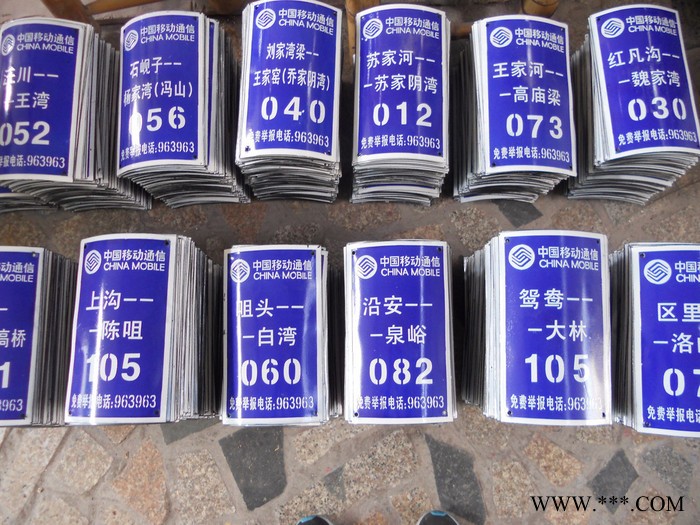 中国移动通信
CHINA MOBILE
王湾
052
免费举报电话:963963
中国移动通信
CHINA MOBILE
石岘子——
杨家湾(冯山)
056
免费举报电话:963963
中国移动通信
CHINA MOBILE
刘家湾梁——
王家窑(乔家阴湾)
040
免费举报电话:963963
中国移动通信
CHINA MOBILE
苏家河——
—苏家阴湾
012
免费举报电话:963963
中国移动通信
CHINA MOBILE
王家河——
—高庙梁
073
免费举报电话:963963
中国移动通信
CHINA MOBILE
红凡沟——
—魏家湾
030
免费举报电话:963963
中国移动通信
CHINA MOBILE
高桥
1
免费举报电话:963963
中国移动通信
CHINA MOBILE
上沟——
—陈咀
105
免费举报电话:963963
中国移动通信
CHINA MOBILE
咀头——
—白湾
060
免费举报电话:963963
中国移动通信
CHINA MOBILE
沿安——
—泉峪
082
免费举报电话:963963
中国移动通信
CHINA MOBILE
鸳鸯——
—大林
105
免费举报电话:963963
中国移动通信
CHINA MOBILE
区里
07
免费举报电话:963963
WWW.***.COM